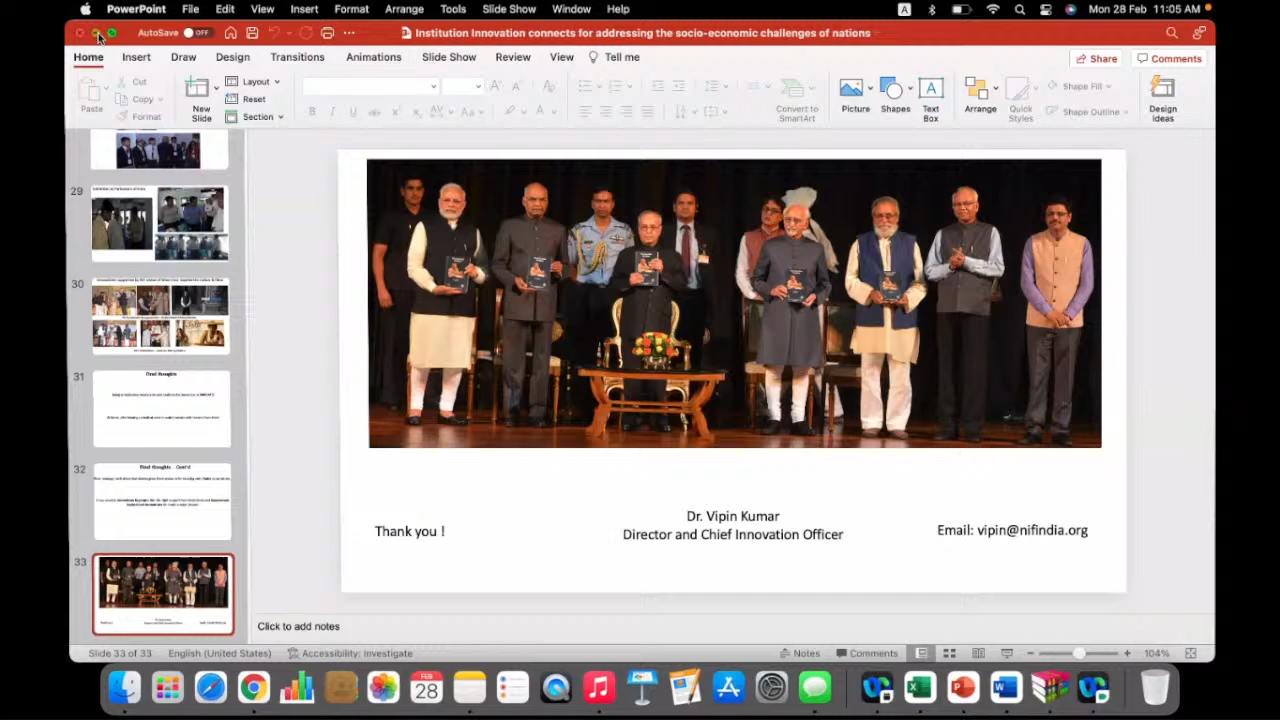 PowerPoint File Edit View Insert Format Arrange Tools Slide Show Window Help A Mon 28 Feb 11:05 AM
AutoSave OFF Institution Innovation connects for addressing the socio-economic challenges of nations
Home Insert Draw Design Transitions Animations Slide Show Review View Tell me Share Comments
Paste Cut Copy Format
New Slide Layout Reset Section
Convert to SmartArt
Picture Shapes Text Box Arrange Quick Styles Shape Fill Shape Outline Design Ideas
29
30
31
Final thoughts
32
Final thoughts - Cont'd
33
Thank you !
Dr. Vipin Kumar
Director and Chief Innovation Officer
Email: vipin@nifindia.org
Click to add notes
Slide 33 of 33 English (United States) Accessibility: Investigate Notes Comments 104%
FEB
28